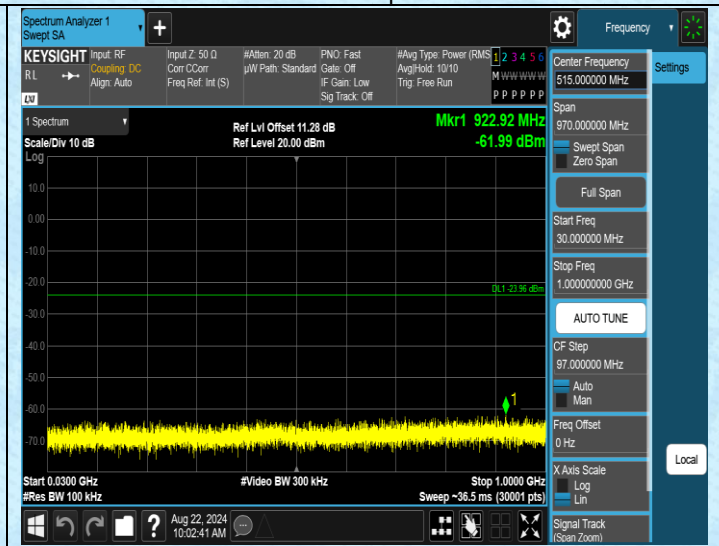 Spectrum Analyzer 1
Swept SA
+
Frequency
KEYSIGHT
RL
LXI
Input: RF
Coupling: DC
Align: Auto
Input Z: 50 Ω
Corr CCorr
Freq Ref: Int (S)
#Atten: 20 dB
µW Path: Standard
PNO: Fast
Gate: Off
IF Gain: Low
Sig Track: Off
#Avg Type: Power (RMS
Avg|Hold: 10/10
Trig: Free Run
1 2 3 4 5 6
M W W W W W
P P P P P P
1 Spectrum
Scale/Div 10 dB
Log
Ref Lvl Offset 11.28 dB
Ref Level 20.00 dBm
Mkr1 922.92 MHz
-61.99 dBm
10.0
0.00
-10.0
-20.0
DL1 -23.96 dBm
-30.0
-40.0
-50.0
-60.0
1
-70.0
Start 0.0300 GHz
#Video BW 300 kHz
Stop 1.0000 GHz
#Res BW 100 kHz
Sweep ~36.5 ms (30001 pts)
?
Aug 22, 2024
10:02:41 AM
Center Frequency
515.000000 MHz
Span
970.000000 MHz
Swept Span
Zero Span
Full Span
Start Freq
30.000000 MHz
Stop Freq
1.000000000 GHz
AUTO TUNE
CF Step
97.000000 MHz
Auto
Man
Freq Offset
0 Hz
X Axis Scale
Log
Lin
Signal Track
(Span Zoom)
Settings
Local